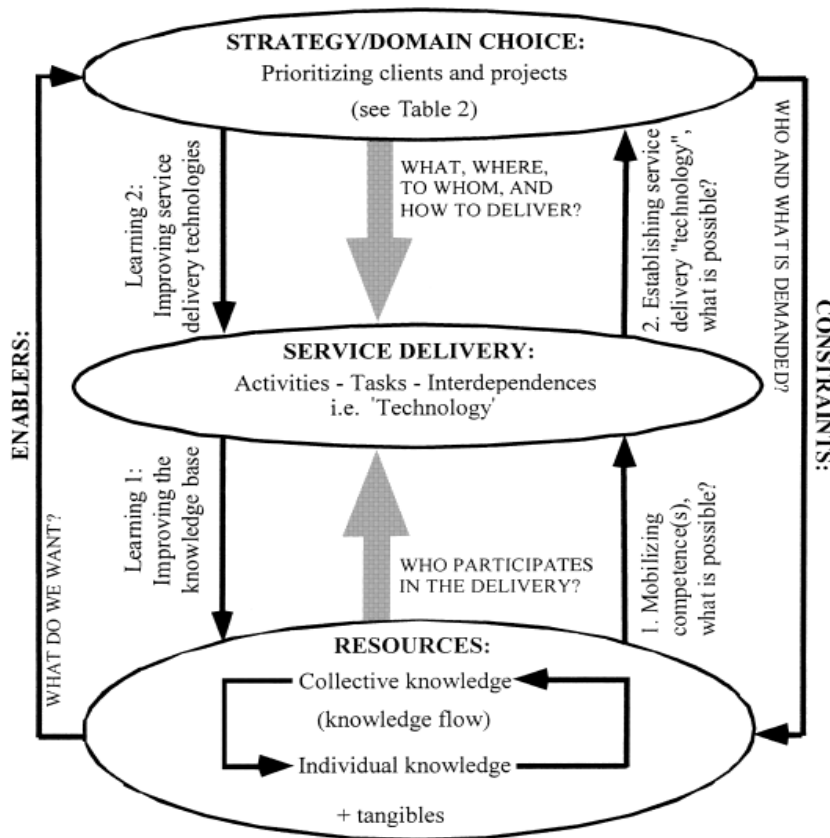 STRATEGY/DOMAIN CHOICE:
Prioritizing clients and projects
(see Table 2)
Learning 2:
Improving service
delivery technologies
WHAT, WHERE,
TO WHOM, AND
HOW TO DELIVER?
2. Establishing service
delivery "technology",
what is possible?
WHO AND WHAT IS DEMANDED?
ENABLERS:
CONSTRAINTS:
SERVICE DELIVERY:
Activities - Tasks - Interdependences
i.e. 'Technology'
WHAT DO WE WANT?
Learning 1:
Improving the
knowledge base
WHO PARTICIPATES
IN THE DELIVERY?
1. Mobilizing
competence(s),
what is possible?
RESOURCES:
Collective knowledge
(knowledge flow)
Individual knowledge
+ tangibles